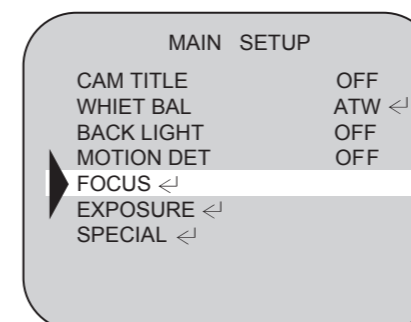 MAIN SETUP
CAM TITLE OFF
WHIET BAL ATW ↵
BACK LIGHT OFF
MOTION DET OFF
FOCUS ↵
EXPOSURE ↵
SPECIAL ↵